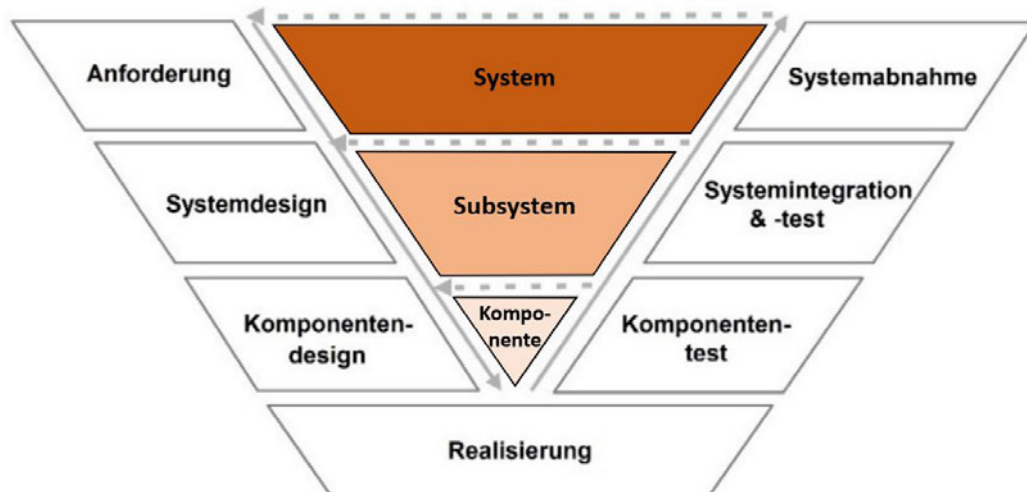 Anforderung
System
Systemabnahme
Systemdesign
Subsystem
Systemintegration
& -test
Komponenten-
design
Kompo-
nente
Komponenten-
test
Realisierung